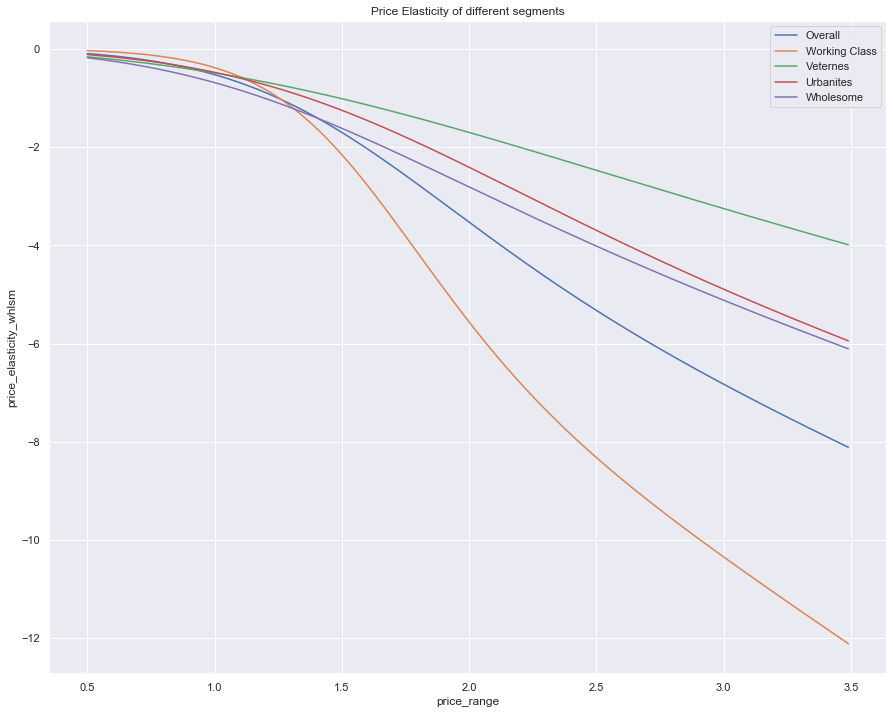 Price Elasticity of different segments
Overall
Working Class
Veternes
Urbanites
Wholesome
price_elasticity_whlsm
0
−2
−4
−6
−8
−10
−12
0.5
1.0
1.5
2.0
2.5
3.0
3.5
price_range